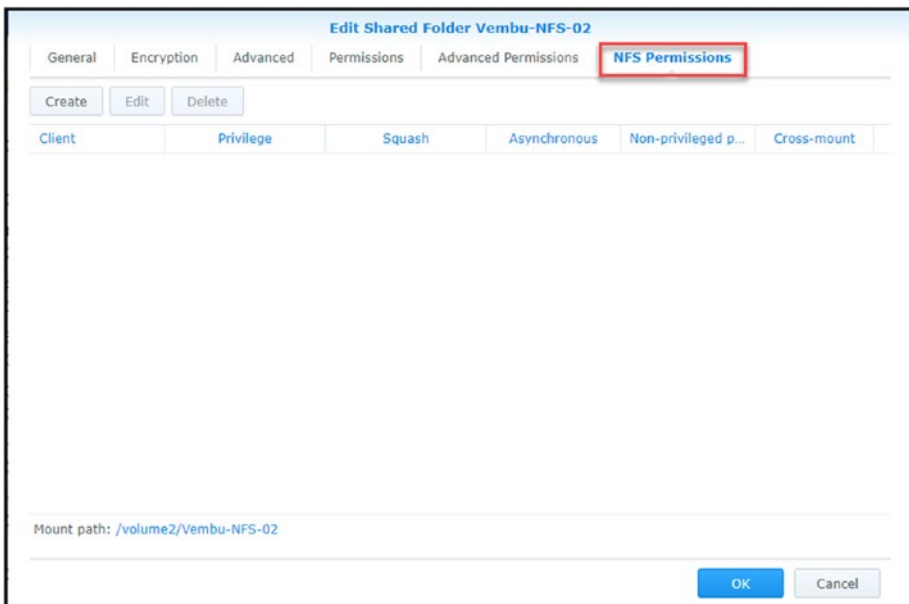 Edit Shared Folder Vembu-NFS-02
General Encryption Advanced Permissions Advanced Permissions NFS Permissions
Create Edit Delete
Client Privilege Squash Asynchronous Non-privileged p... Cross-mount
Mount path: /volume2/Vembu-NFS-02
OK Cancel